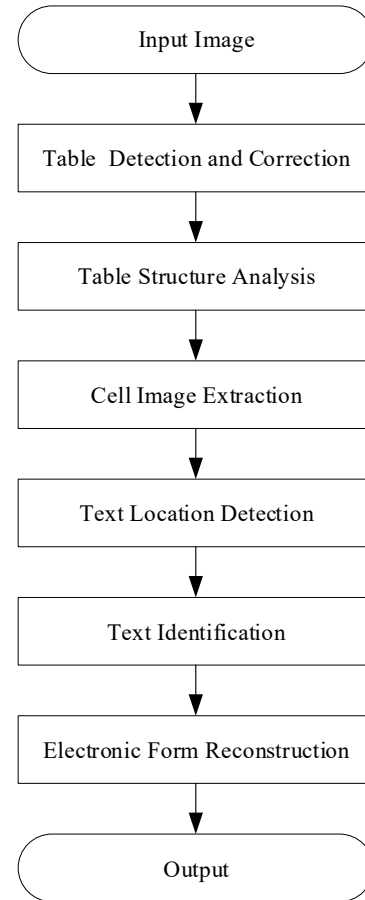 Input Image
Table Detection and Correction
Table Structure Analysis
Cell Image Extraction
Text Location Detection
Text Identification
Electronic Form Reconstruction
Output